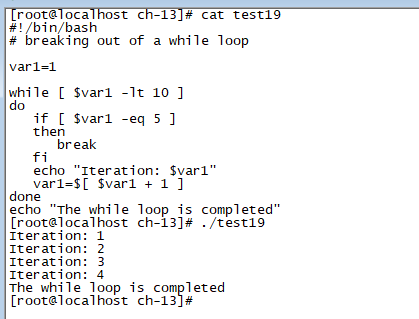 [root@localhost ch-13]# cat test19
#!/bin/bash
# breaking out of a while loop
var1=1
while [ $var1 -lt 10 ]
do
   if [ $var1 -eq 5 ]
   then
      break
   fi
   echo "Iteration: $var1"
   var1=$[ $var1 + 1 ]
done
echo "The while loop is completed"
[root@localhost ch-13]# ./test19
Iteration: 1
Iteration: 2
Iteration: 3
Iteration: 4
The while loop is completed
[root@localhost ch-13]#